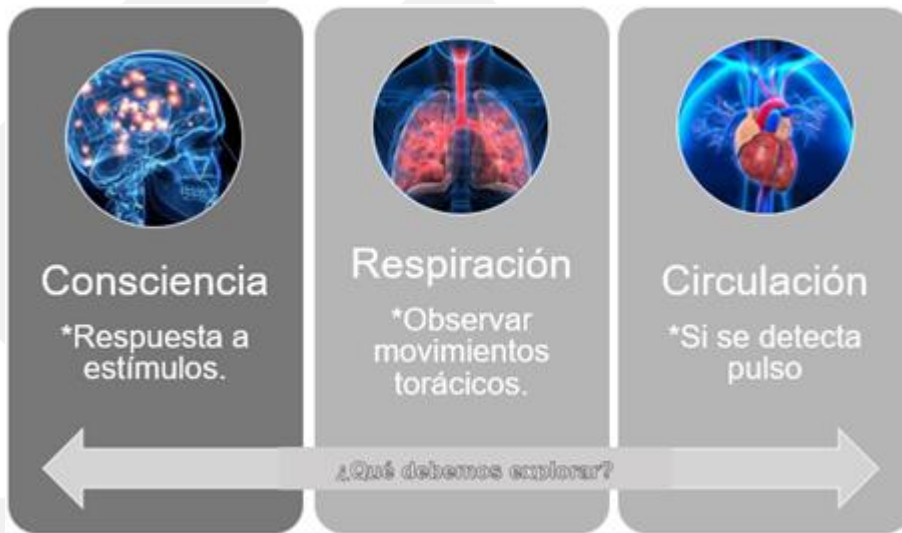 Consciencia
*Respuesta a
estímulos.
Respiración
*Observar
movimientos
torácicos.
Circulación
*Si se detecta
pulso
¿Qué debemos explorar?